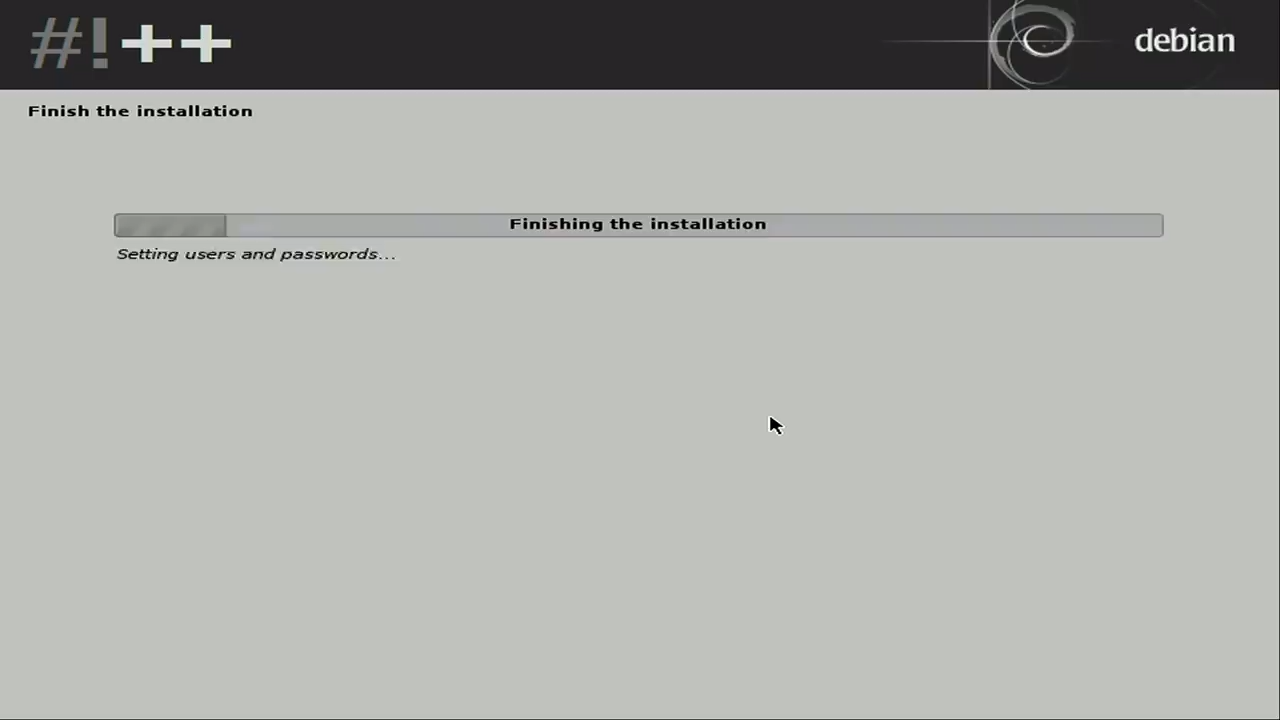 #!++
debian
Finish the installation
Finishing the installation
Setting users and passwords...